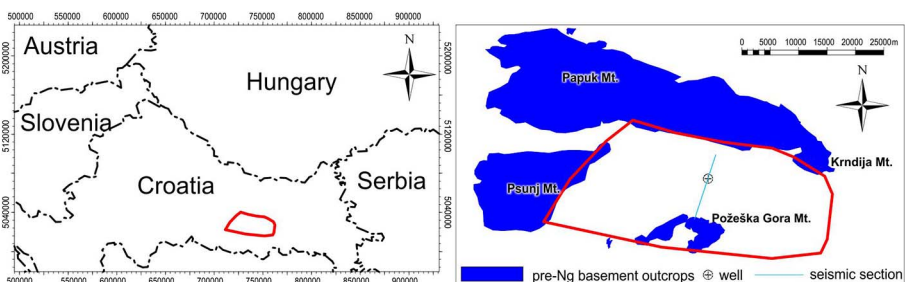 500000 550000 600000 650000 700000 750000 800000 850000 900000
Austria
Hungary
Slovenia
Croatia
Serbia
N
5200000
5120000
5040000
5200000
5120000
5040000
500000 550000 600000 650000 700000 750000 800000 850000 900000
0 5000 10000 15000 20000 25000m
N
Papuk Mt.
Krndija Mt.
Psunj Mt.
Požeška Gora Mt.
pre-Ng basement outcrops well seismic section